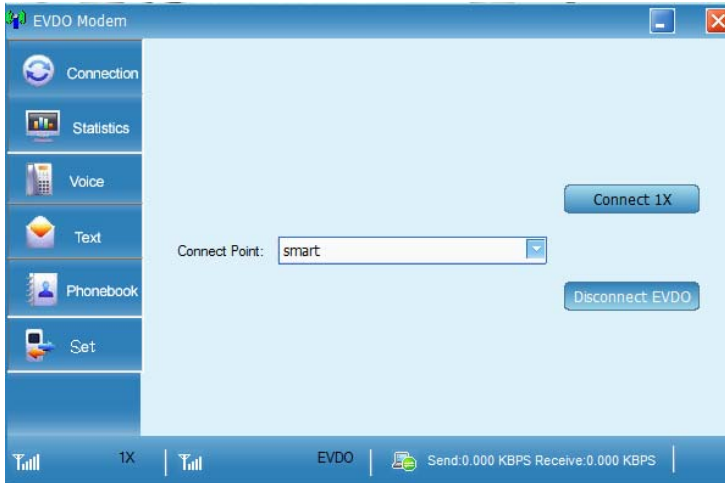 EVDO Modem
Connection
Statistics
Voice
Text
Phonebook
Set
Connect 1X
Connect Point: smart
Disconnect EVDO
1X EVDO Send:0.000 KBPS Receive:0.000 KBPS